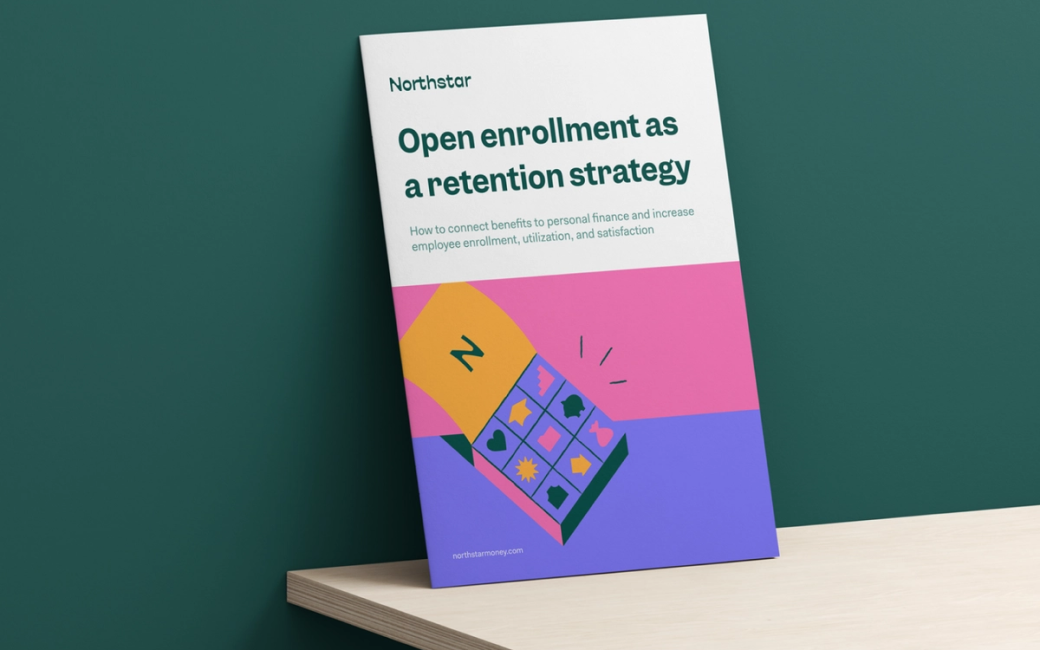 Northstar
Open enrollment as
a retention strategy
How to connect benefits to personal finance and increase
employee enrollment, utilization, and satisfaction
N
northstarmoney.com